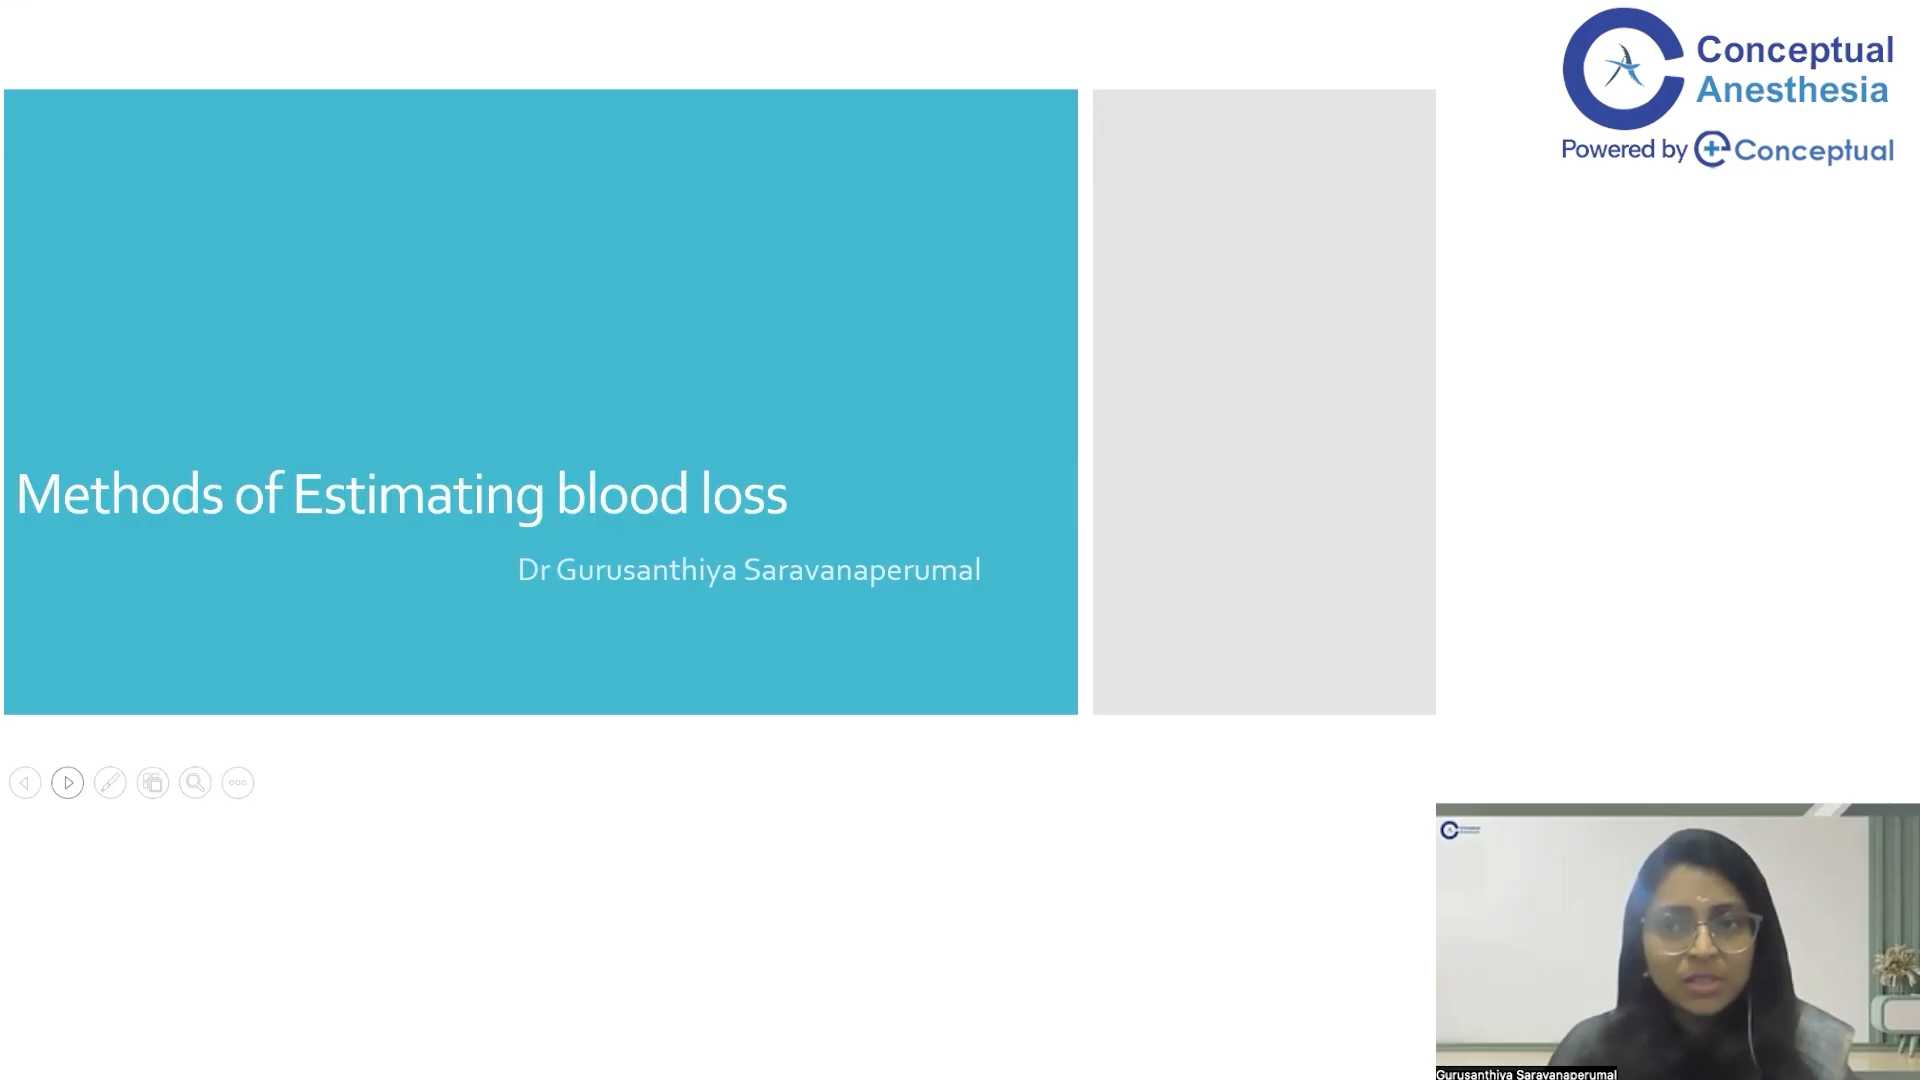 Conceptual
Anesthesia
Powered by Conceptual
Methods of Estimating blood loss
Dr Gurusanthiya Saravanaperumal
Gurusanthiya Saravanaperumal